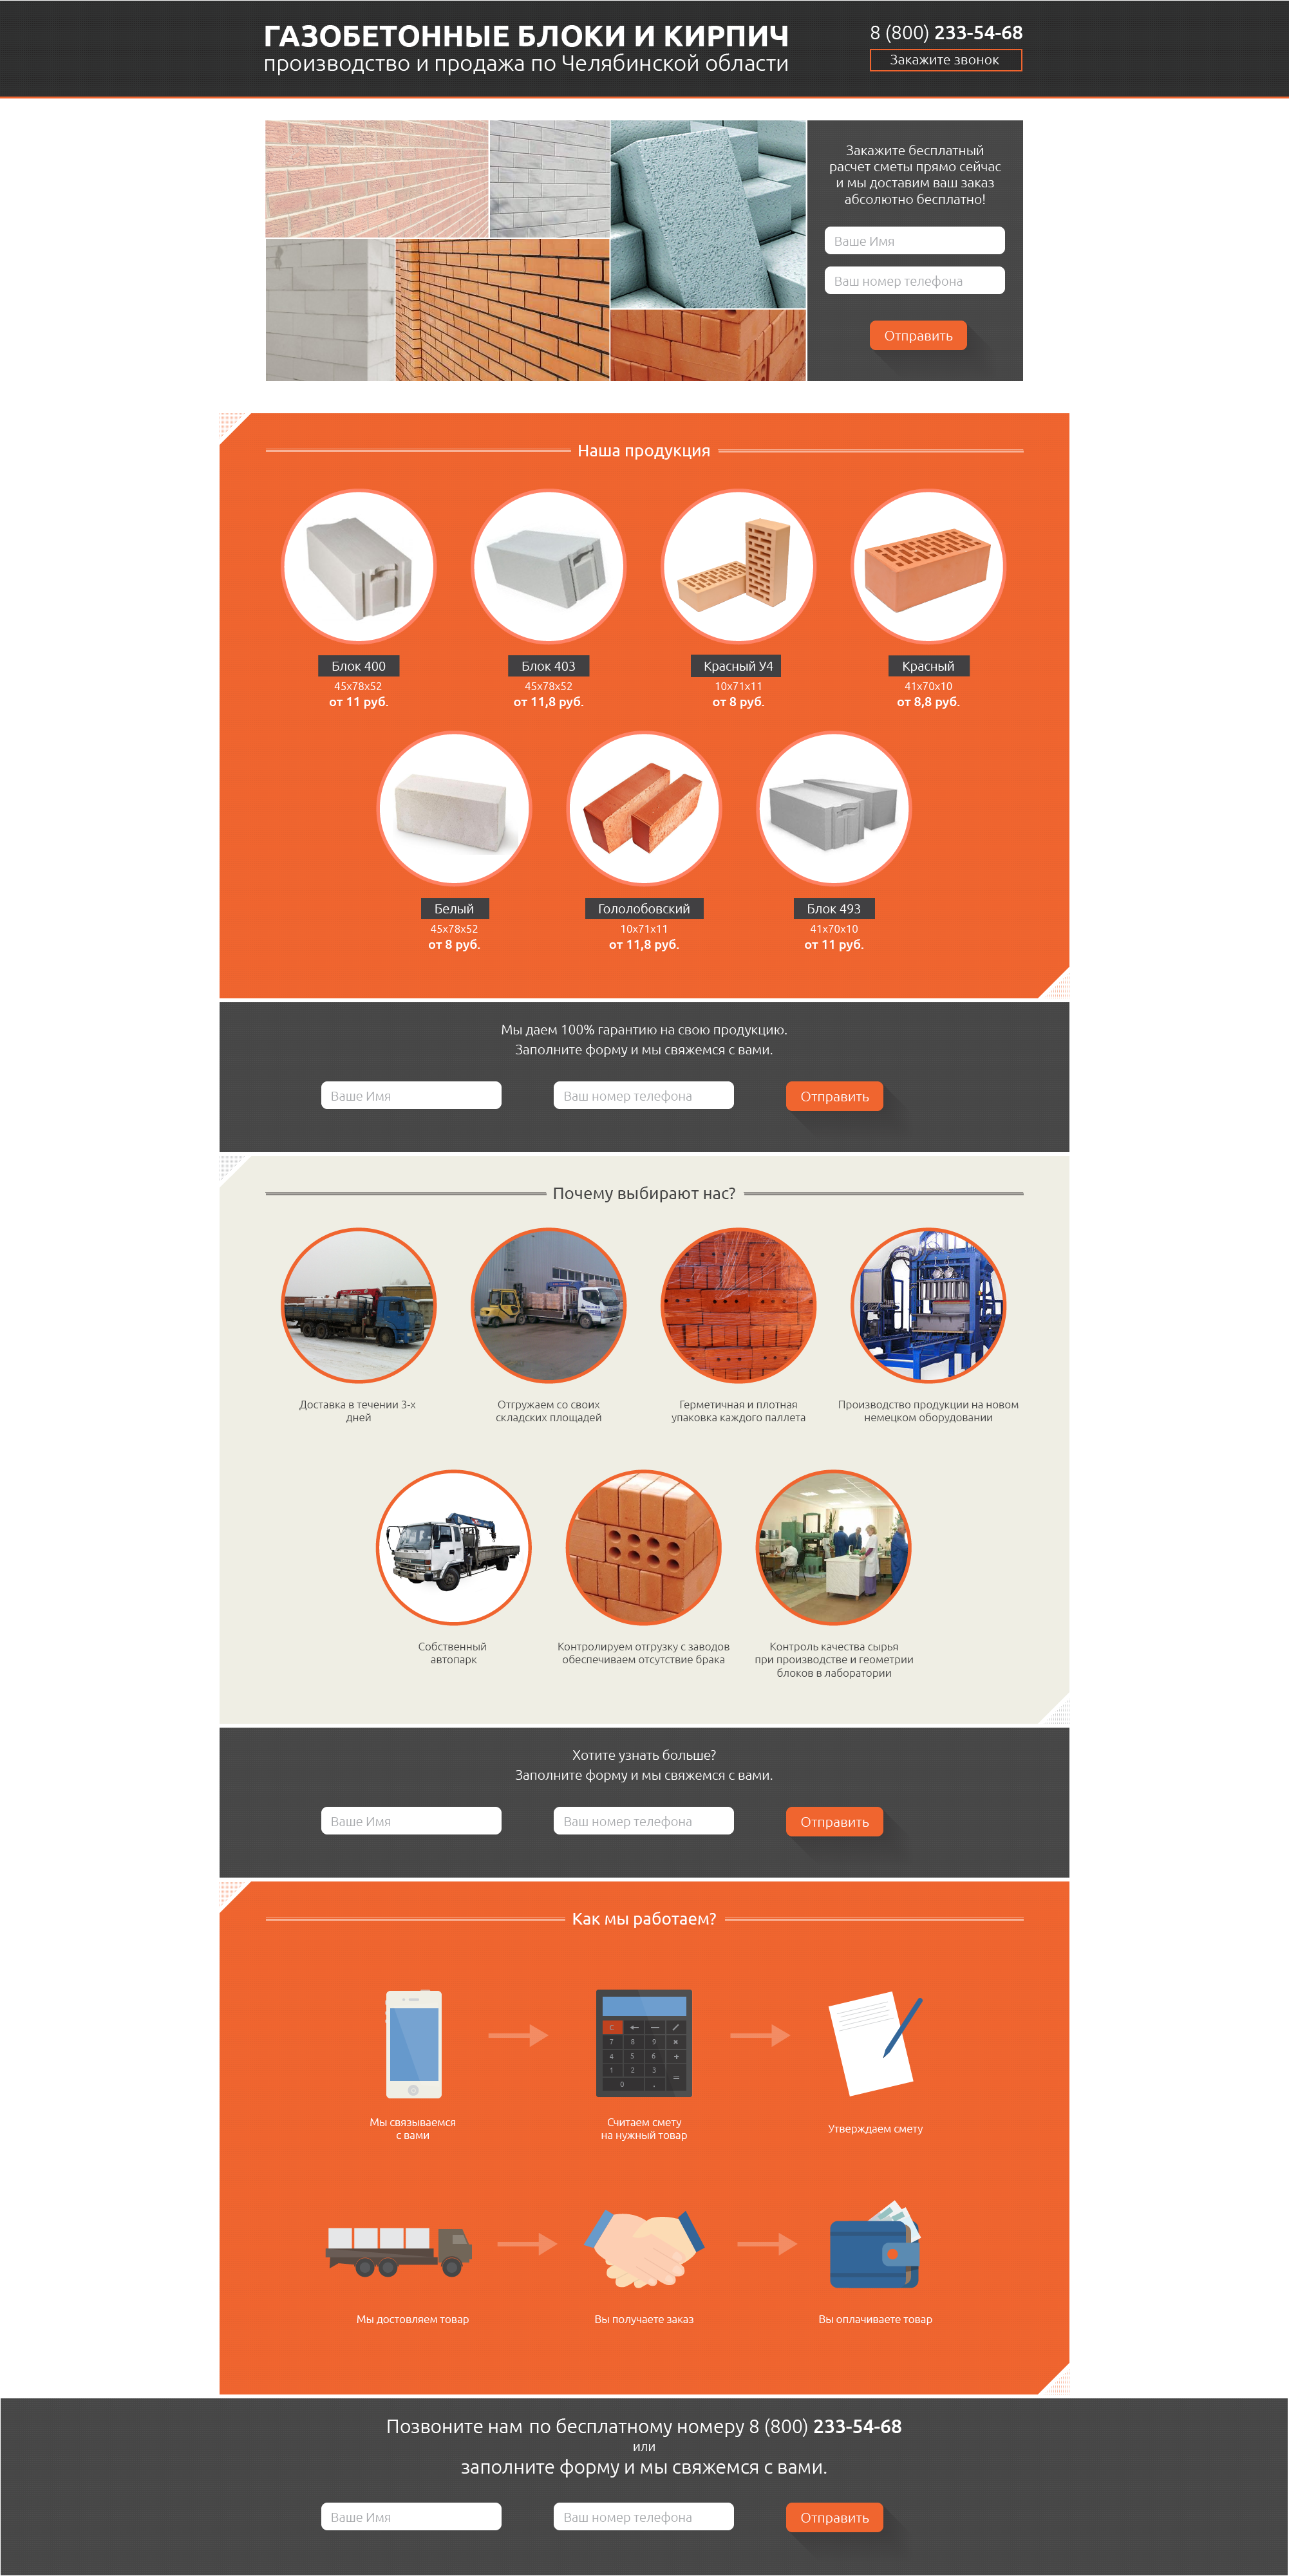 ГАЗОБЕТОННЫЕ БЛОКИ И КИРПИЧ
производство и продажа по Челябинской области
8 (800) 233-54-68
Закажите звонок
Закажите бесплатный
расчет сметы прямо сейчас
и мы доставим ваш заказ
абсолютно бесплатно!
Ваше Имя
Ваш номер телефона
Отправить
Наша продукция
Блок 400
45x78x52
от 11 руб.
Блок 403
45x78x52
от 11,8 руб.
Красный У4
10x71x11
от 8 руб.
Красный
41x70x10
от 8,8 руб.
Белый
45x78x52
от 8 руб.
Гололобовский
10x71x11
от 11,8 руб.
Блок 493
41x70x10
от 11 руб.
Мы даем 100% гарантию на свою продукцию.
Заполните форму и мы свяжемся с вами.
Ваше Имя
Ваш номер телефона
Отправить
Почему выбирают нас?
Доставка в течении 3-х
дней
Отгружаем со своих
складских площадей
Герметичная и плотная
упаковка каждого паллета
Производство продукции на новом
немецком оборудовании
Собственный
автопарк
Контролируем отгрузку с заводов
обеспечиваем отсутствие брака
Контроль качества сырья
при производстве и геометрии
блоков в лаборатории
Хотите узнать больше?
Заполните форму и мы свяжемся с вами.
Ваше Имя
Ваш номер телефона
Отправить
Как мы работаем?
C
7 8 9 ×
4 5 6 +
1 2 3 =
0 ,
Мы связываемся
с вами
Считаем смету
на нужный товар
Утверждаем смету
Мы достовляем товар
Вы получаете заказ
Вы оплачиваете товар
Позвоните нам по бесплатному номеру 8 (800) 233-54-68
или
заполните форму и мы свяжемся с вами.
Ваше Имя
Ваш номер телефона
Отправить